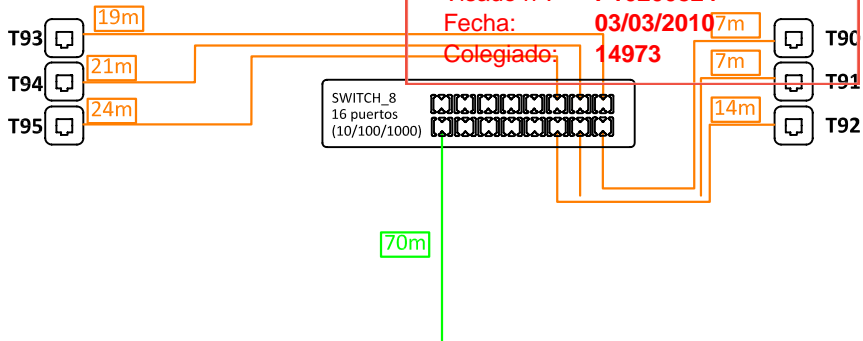 Fecha: 03/03/2010
Colegiado: 14973
19m
T93
21m
T94
24m
T95
SWITCH_8
16 puertos
(10/100/1000)
7m
T90
7m
T91
14m
T92
70m